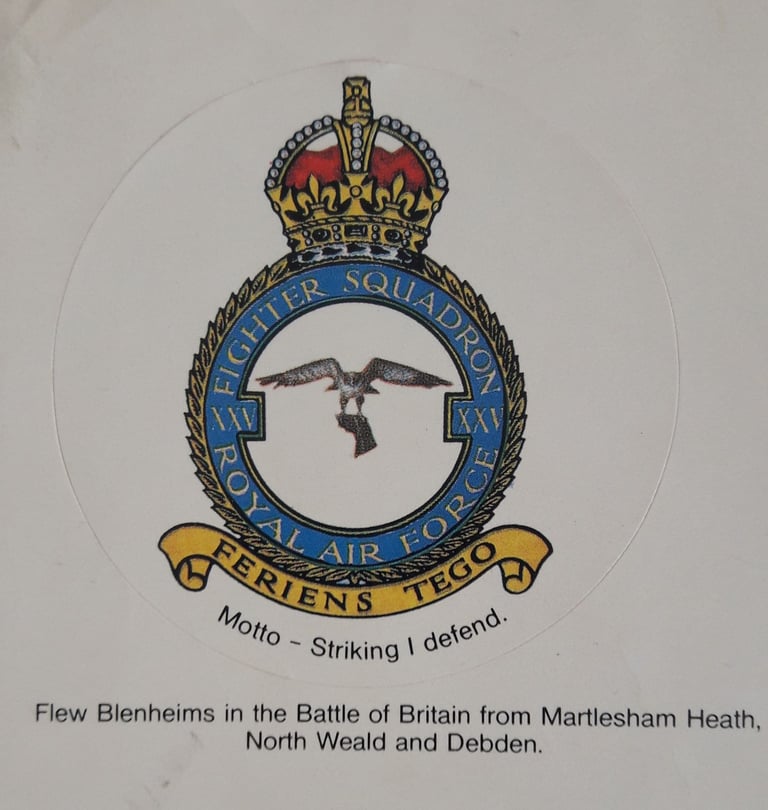 FIGHTER SQUADRON
XXV XXV
ROYAL AIR FORCE
FERIENS TEGO
Motto - Striking I defend.
Flew Blenheims in the Battle of Britain from Martlesham Heath,
North Weald and Debden.